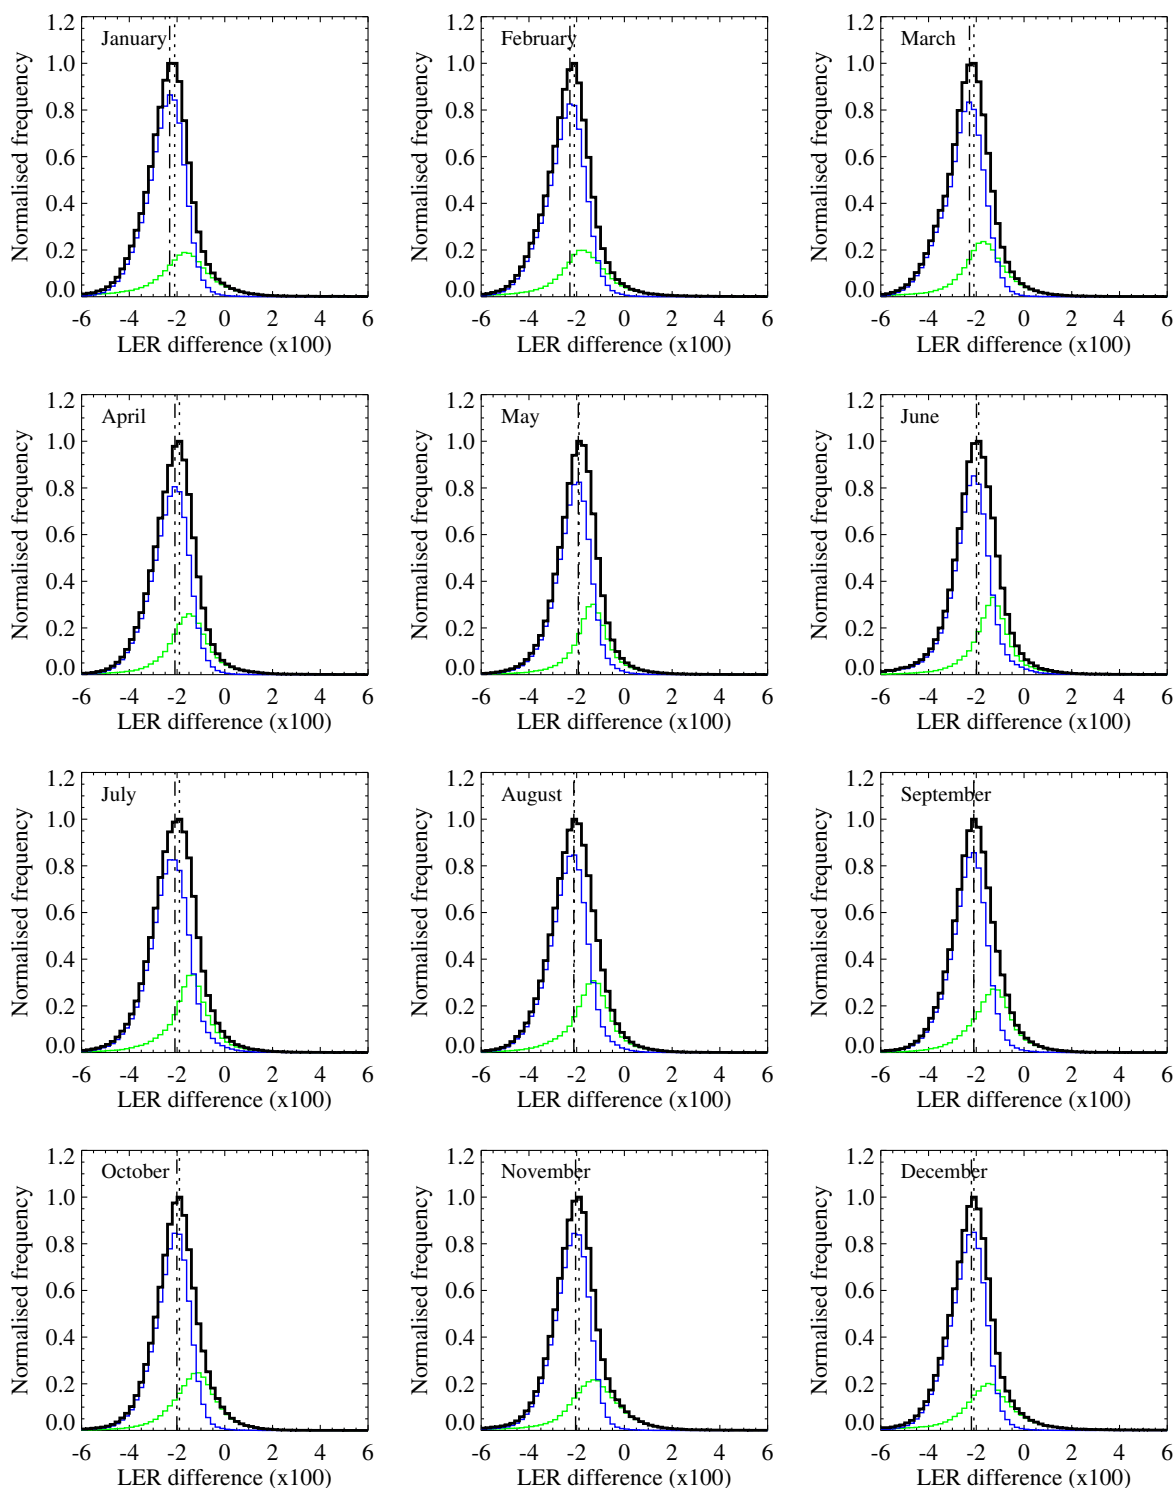 January
Normalised frequency
1.2
1.0
0.8
0.6
0.4
0.2
0.0
-6 -4 -2 0 2 4 6
LER difference (x100)
February
Normalised frequency
1.2
1.0
0.8
0.6
0.4
0.2
0.0
-6 -4 -2 0 2 4 6
LER difference (x100)
March
Normalised frequency
1.2
1.0
0.8
0.6
0.4
0.2
0.0
-6 -4 -2 0 2 4 6
LER difference (x100)
April
Normalised frequency
1.2
1.0
0.8
0.6
0.4
0.2
0.0
-6 -4 -2 0 2 4 6
LER difference (x100)
May
Normalised frequency
1.2
1.0
0.8
0.6
0.4
0.2
0.0
-6 -4 -2 0 2 4 6
LER difference (x100)
June
Normalised frequency
1.2
1.0
0.8
0.6
0.4
0.2
0.0
-6 -4 -2 0 2 4 6
LER difference (x100)
July
Normalised frequency
1.2
1.0
0.8
0.6
0.4
0.2
0.0
-6 -4 -2 0 2 4 6
LER difference (x100)
August
Normalised frequency
1.2
1.0
0.8
0.6
0.4
0.2
0.0
-6 -4 -2 0 2 4 6
LER difference (x100)
September
Normalised frequency
1.2
1.0
0.8
0.6
0.4
0.2
0.0
-6 -4 -2 0 2 4 6
LER difference (x100)
October
Normalised frequency
1.2
1.0
0.8
0.6
0.4
0.2
0.0
-6 -4 -2 0 2 4 6
LER difference (x100)
November
Normalised frequency
1.2
1.0
0.8
0.6
0.4
0.2
0.0
-6 -4 -2 0 2 4 6
LER difference (x100)
December
Normalised frequency
1.2
1.0
0.8
0.6
0.4
0.2
0.0
-6 -4 -2 0 2 4 6
LER difference (x100)